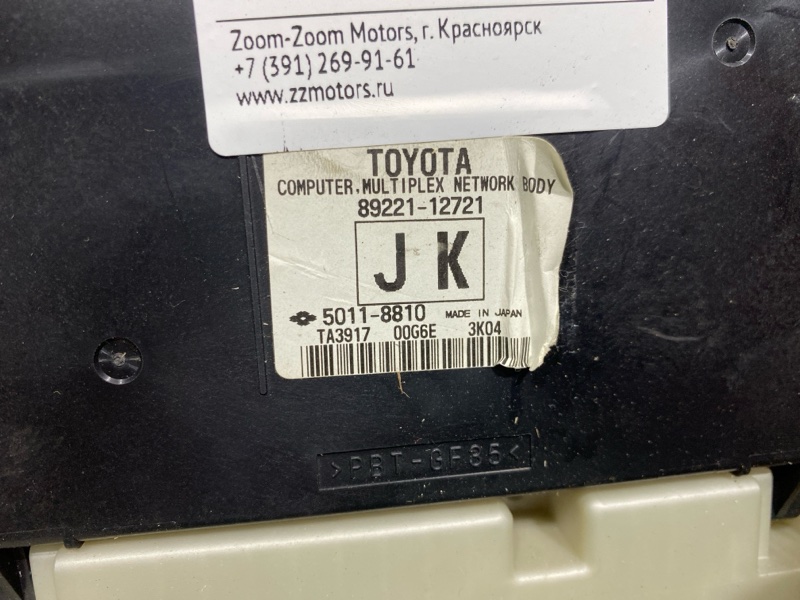 Zoom-Zoom Motors, г. Красноярск
+7 (391) 269-91-61
www.zzmotors.ru
TOYOTA
COMPUTER.MULTIPLEX NETWORK BODY
89221-12721
JK
5011-8810 MADE IN JAPAN
TA3917 00G6E 3K04
>PBT-GF35<